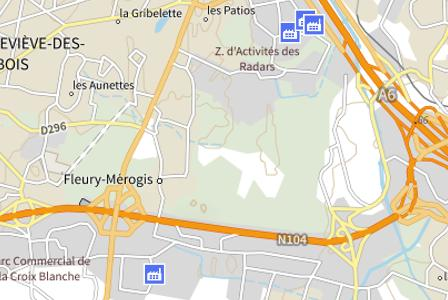 la Gribelette
les Patios
EVIÈVE-DES-
BOIS
Z. d'Activités des
Radars
les Aunettes
A6
D296
Fleury-Mérogis
N104
rc Commercial de
la Croix Blanche